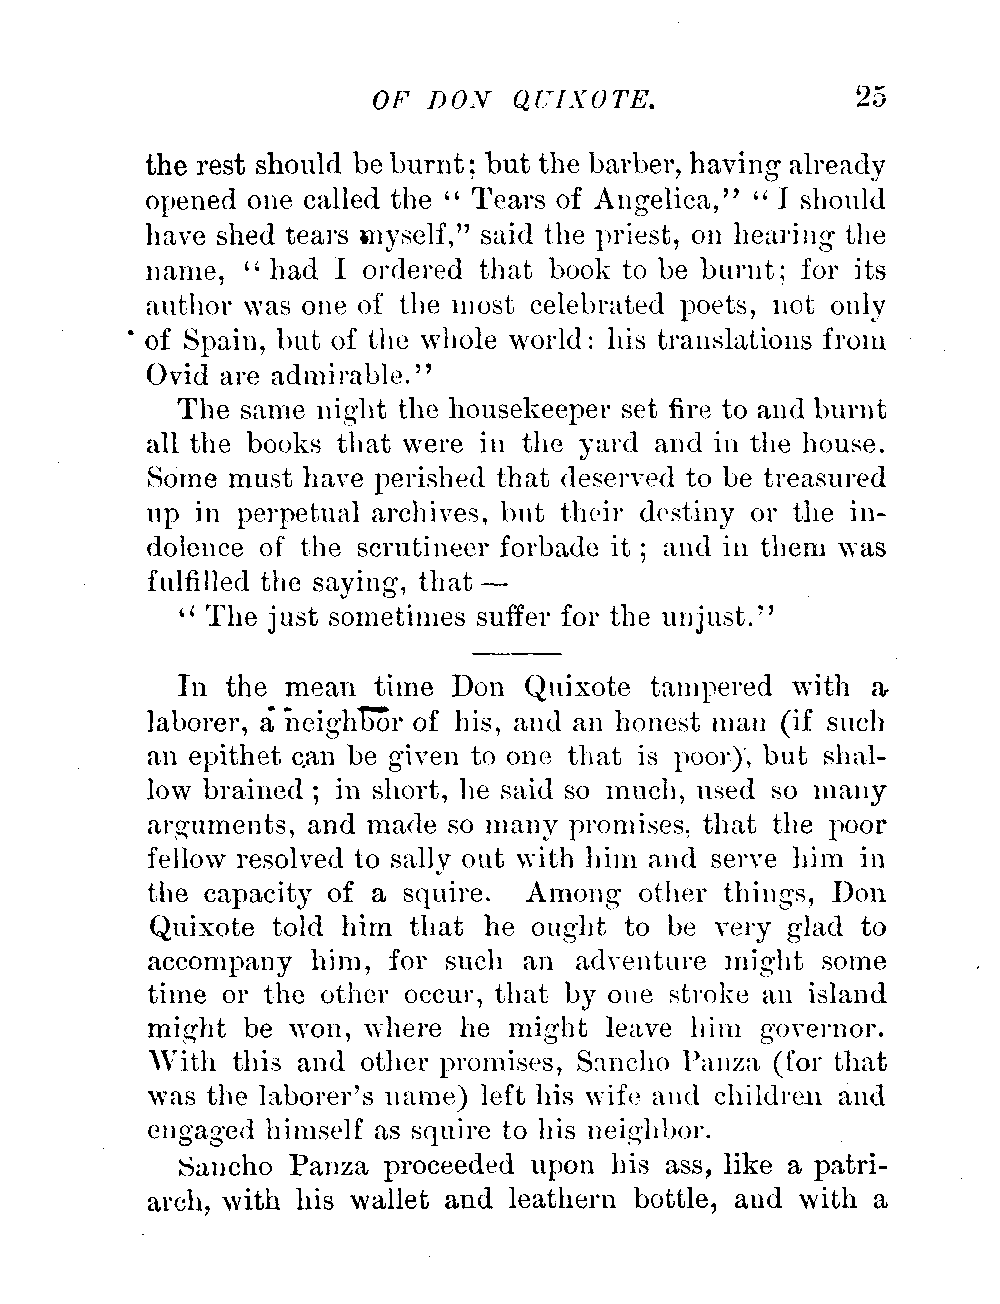 OF DON QUIXOTE. 25
the rest should be burnt; but the barber, having already
opened one called the “ Tears of Angelica,” “ I should
have shed tears myself,” said the priest, on hearing the
name, “ had I ordered that book to be burnt; for its
author was one of the most celebrated poets, not only
of Spain, but of the whole world: his translations from
Ovid are admirable.”
The same night the housekeeper set fire to and burnt
all the books that were in the yard and in the house.
Some must have perished that deserved to be treasured
up in perpetual archives, but their destiny or the in-
dolence of the scrutineer forbade it ; and in them was
fulfilled the saying, that —
“ The just sometimes suffer for the unjust.”
In the mean time Don Quixote tampered with a
laborer, a neighbor of his, and an honest man (if such
an epithet can be given to one that is poor), but shal-
low brained ; in short, he said so much, used so many
arguments, and made so many promises, that the poor
fellow resolved to sally out with him and serve him in
the capacity of a squire. Among other things, Don
Quixote told him that he ought to be very glad to
accompany him, for such an adventure might some
time or the other occur, that by one stroke an island
might be won, where he might leave him governor.
With this and other promises, Sancho Panza (for that
was the laborer’s name) left his wife and children and
engaged himself as squire to his neighbor.
Sancho Panza proceeded upon his ass, like a patri-
arch, with his wallet and leathern bottle, and with a